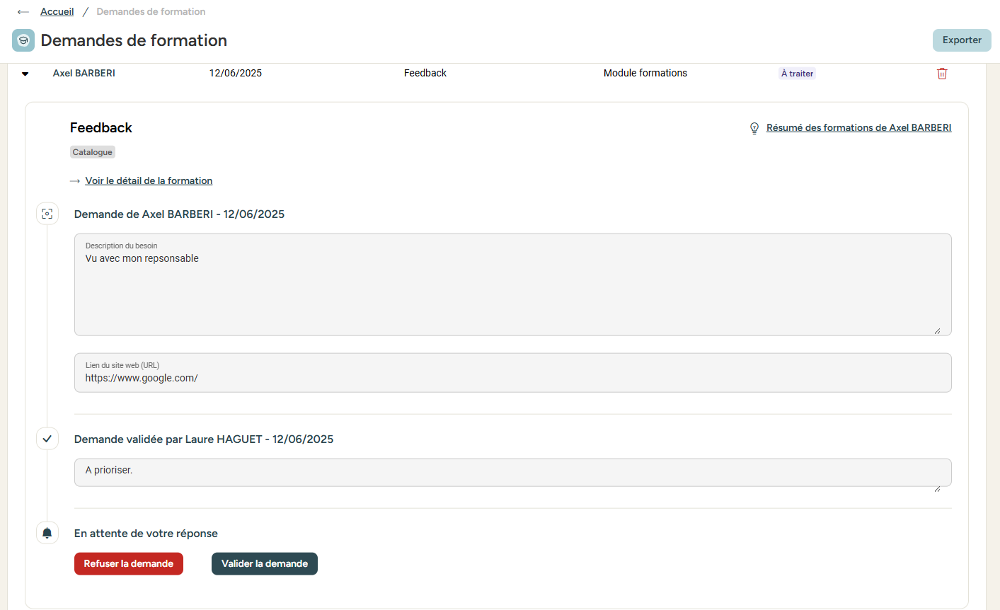 Accueil / Demandes de formation
Demandes de formation
Exporter
Axel BARBERI 12/06/2025 Feedback Module formations À traiter
Feedback
Résumé des formations de Axel BARBERI
Catalogue
Voir le détail de la formation
Demande de Axel BARBERI - 12/06/2025
Description du besoin
Vu avec mon repsonsable
Lien du site web (URL)
https://www.google.com/
Demande validée par Laure HAGUET - 12/06/2025
A prioriser.
En attente de votre réponse
Refuser la demande
Valider la demande